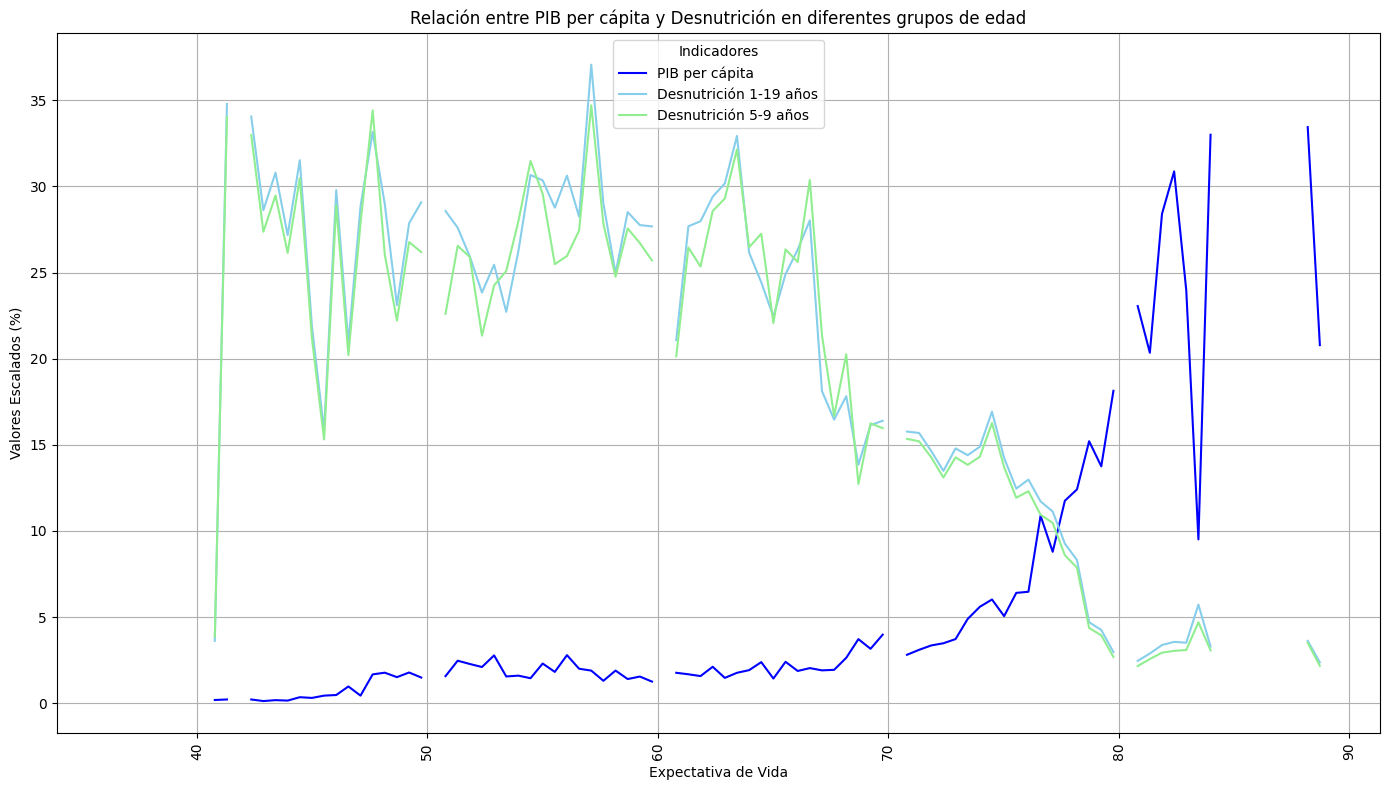 Relación entre PIB per cápita y Desnutrición en diferentes grupos de edad
Indicadores
PIB per cápita
Desnutrición 1-19 años
Desnutrición 5-9 años
Valores Escalados (%)
35
30
25
20
15
10
5
0
40
50
60
70
80
90
Expectativa de Vida